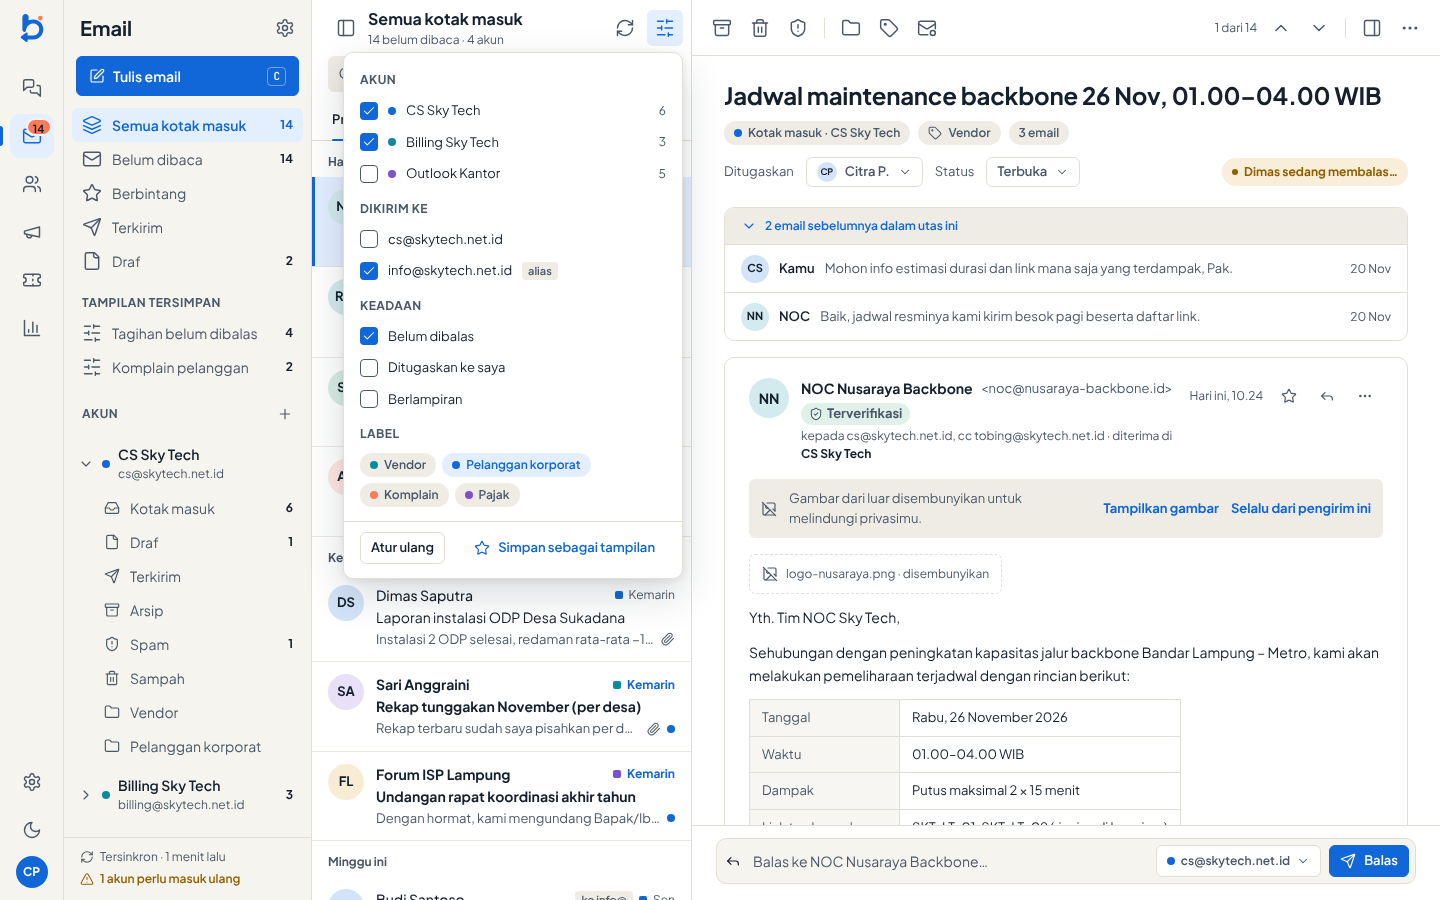 14
CP
Email
Tulis email
C
Semua kotak masuk 14
Belum dibaca 14
Berbintang
Terkirim
Draf 2
TAMPILAN TERSIMPAN
Tagihan belum dibalas 4
Komplain pelanggan 2
AKUN
CS Sky Tech
cs@skytech.net.id
Kotak masuk 6
Draf 1
Terkirim
Arsip
Spam 1
Sampah
Vendor
Pelanggan korporat
Billing Sky Tech
billing@skytech.net.id 3
Tersinkron · 1 menit lalu
1 akun perlu masuk ulang
Semua kotak masuk
14 belum dibaca · 4 akun
AKUN
CS Sky Tech 6
Billing Sky Tech 3
Outlook Kantor 5
DIKIRIM KE
cs@skytech.net.id
info@skytech.net.id alias
KEADAAN
Belum dibalas
Ditugaskan ke saya
Berlampiran
LABEL
Vendor Pelanggan korporat
Komplain Pajak
Atur ulang Simpan sebagai tampilan
DS Dimas Saputra Kemarin
Laporan instalasi ODP Desa Sukadana
Instalasi 2 ODP selesai, redaman rata-rata –1...
SA Sari Anggraini Kemarin
Rekap tunggakan November (per desa)
Rekap terbaru sudah saya pisahkan per d...
FL Forum ISP Lampung Kemarin
Undangan rapat koordinasi akhir tahun
Dengan hormat, kami mengundang Bapak/Ib...
Minggu ini
Budi Santoso ke info@ Sen
1 dari 14
Jadwal maintenance backbone 26 Nov, 01.00–04.00 WIB
Kotak masuk · CS Sky Tech Vendor 3 email
Ditugaskan CP Citra P. Status Terbuka Dimas sedang membalas...
2 email sebelumnya dalam utas ini
CS Kamu Mohon info estimasi durasi dan link mana saja yang terdampak, Pak. 20 Nov
NN NOC Baik, jadwal resminya kami kirim besok pagi beserta daftar link. 20 Nov
NN NOC Nusaraya Backbone <noc@nusaraya-backbone.id> Hari ini, 10.24
Terverifikasi
kepada cs@skytech.net.id, cc tobing@skytech.net.id · diterima di
CS Sky Tech
Gambar dari luar disembunyikan untuk
melindungi privasimu.
Tampilkan gambar Selalu dari pengirim ini
logo-nusaraya.png · disembunyikan
Yth. Tim NOC Sky Tech,
Sehubungan dengan peningkatan kapasitas jalur backbone Bandar Lampung – Metro, kami akan
melakukan pemeliharaan terjadwal dengan rincian berikut:
Tanggal Rabu, 26 November 2026
Waktu 01.00–04.00 WIB
Dampak Putus maksimal 2 × 15 menit
Balas ke NOC Nusaraya Backbone...
cs@skytech.net.id
Balas